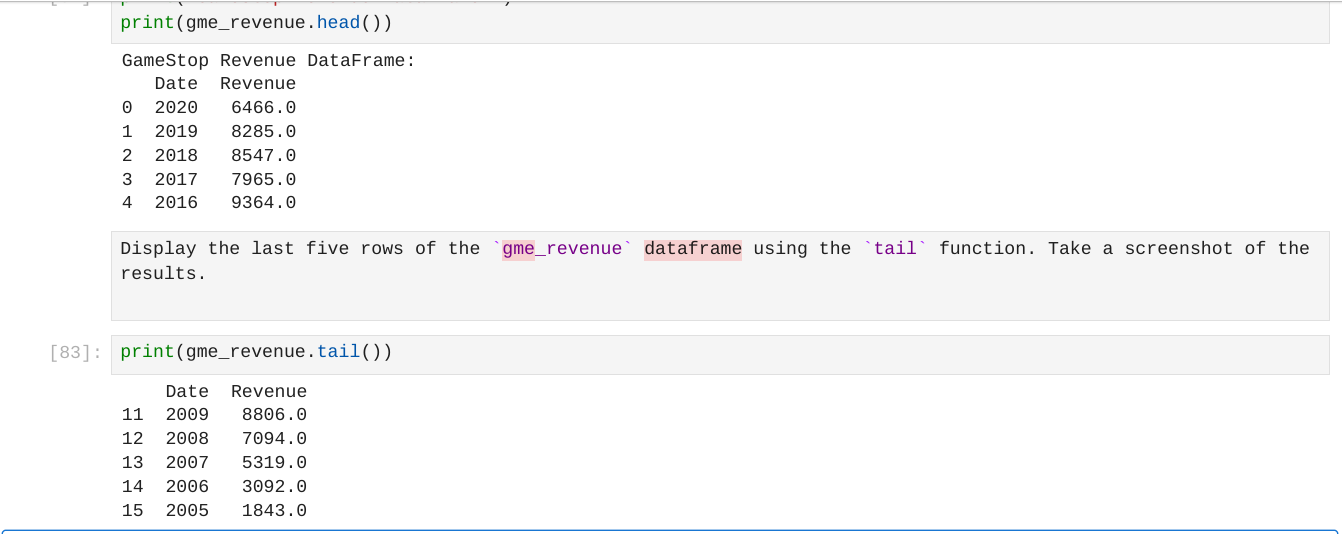 print(gme_revenue.head())
GameStop Revenue DataFrame:
   Date  Revenue
0  2020   6466.0
1  2019   8285.0
2  2018   8547.0
3  2017   7965.0
4  2016   9364.0
Display the last five rows of the `gme_revenue` dataframe using the `tail` function. Take a screenshot of the
results.
[83]: print(gme_revenue.tail())
    Date  Revenue
11  2009   8806.0
12  2008   7094.0
13  2007   5319.0
14  2006   3092.0
15  2005   1843.0